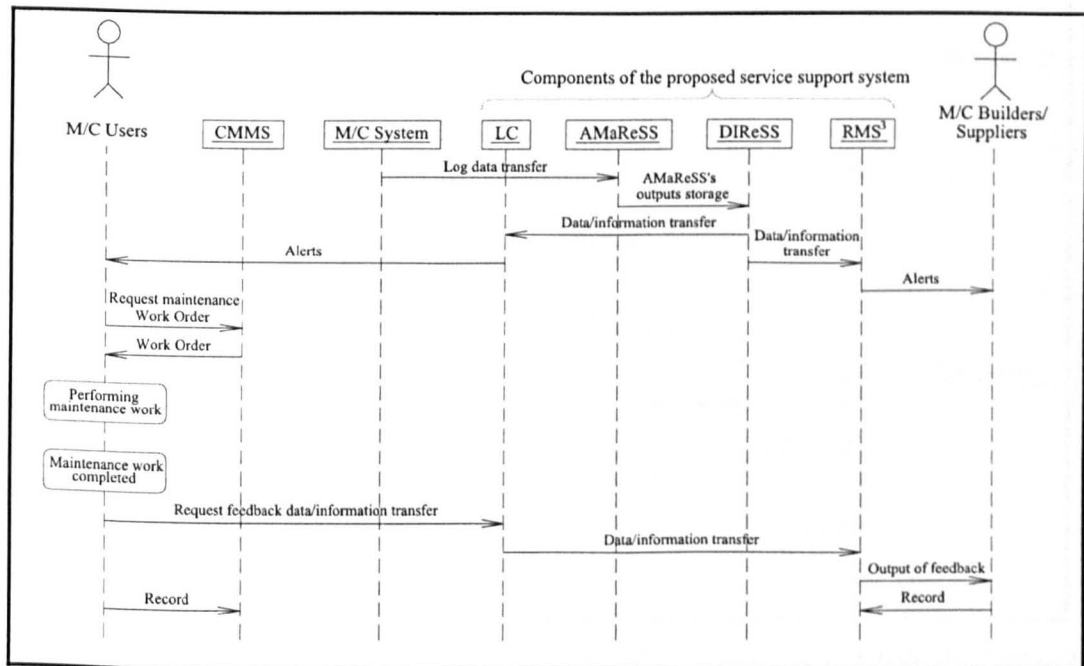 Components of the proposed service support system
M/C Users
CMMS
M/C System
LC
AMaReSS
DIReSS
RMS³
M/C Builders/
Suppliers
Log data transfer
AMaReSS's
outputs storage
Data/information transfer
Data/information
transfer
Alerts
Alerts
Request maintenance
Work Order
Work Order
Performing
maintenance work
Maintenance work
completed
Request feedback data/information transfer
Data/information transfer
Output of feedback
Record
Record